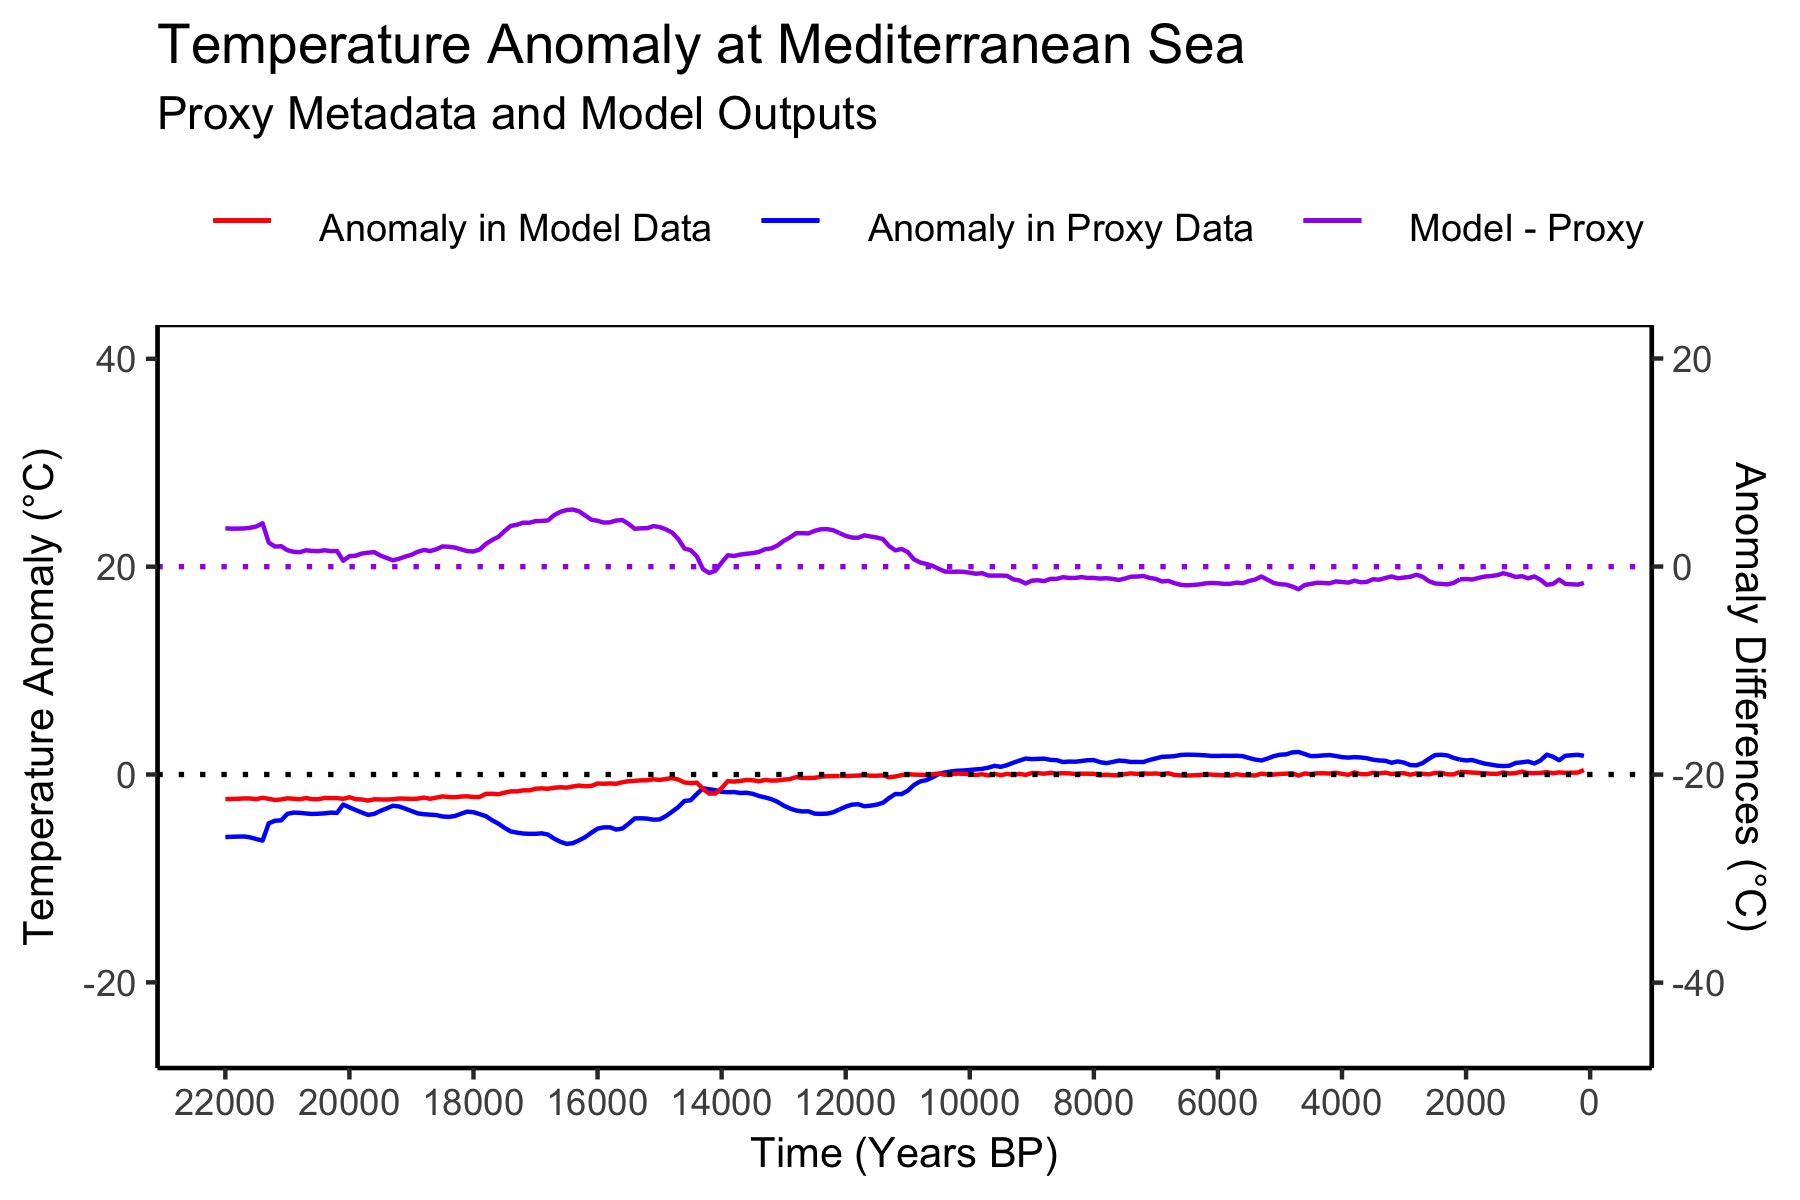 Temperature Anomaly at Mediterranean Sea
Proxy Metadata and Model Outputs
Anomaly in Model Data
Anomaly in Proxy Data
Model - Proxy
Temperature Anomaly (°C)
40
20
0
-20
20
0
-20
-40
Anomaly Differences (°C)
22000 20000 18000 16000 14000 12000 10000 8000 6000 4000 2000 0
Time (Years BP)